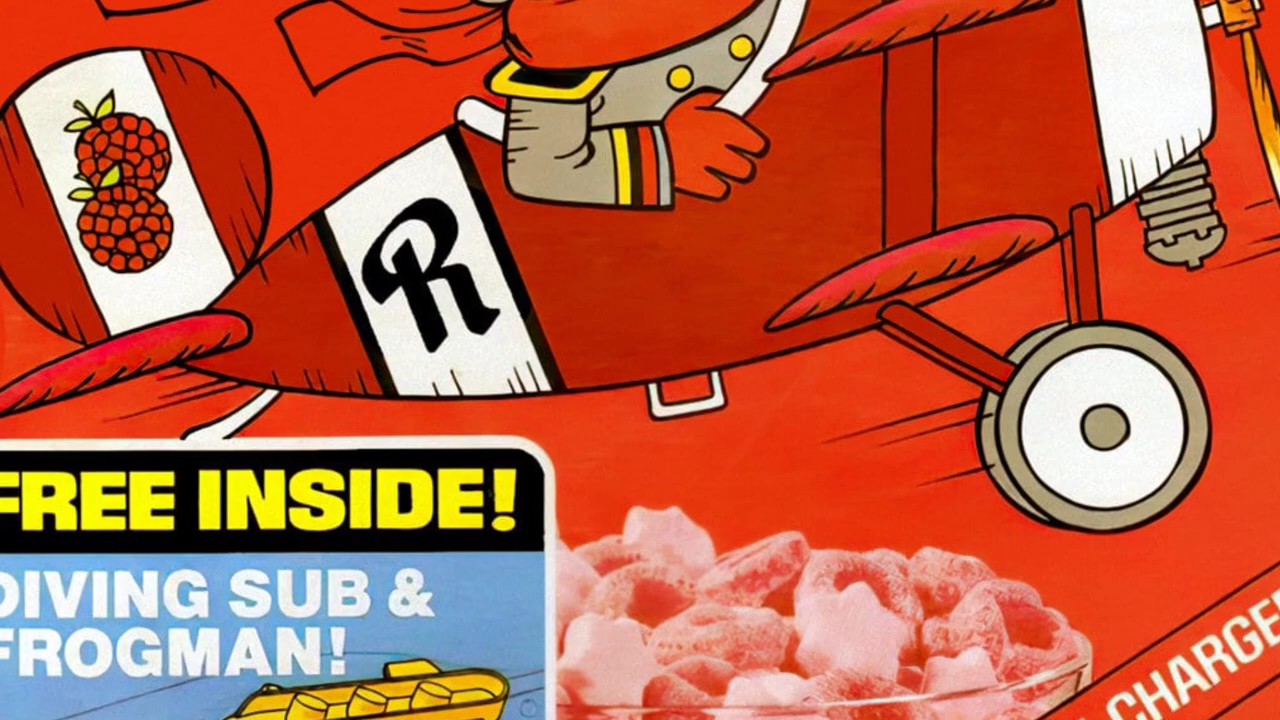 R
FREE INSIDE!
DIVING SUB &
FROGMAN!
CHARGE